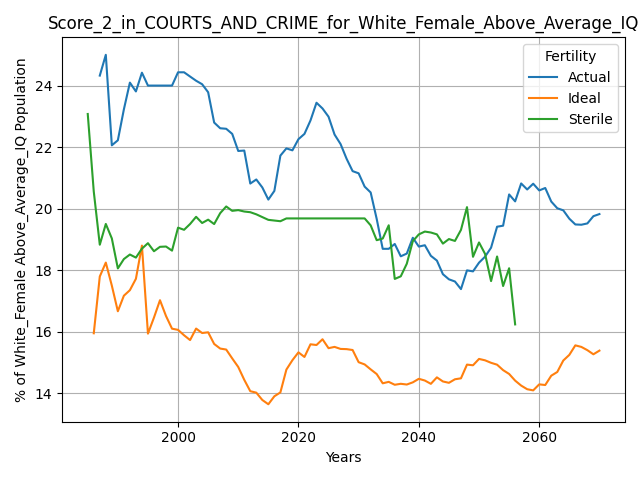 Score_2_in_COURTS_AND_CRIME_for_White_Female_Above_Average_IQ
% of White_Female Above_Average_IQ Population
24
22
20
18
16
14
2000
2020
2040
2060
Years
Fertility
Actual
Ideal
Sterile